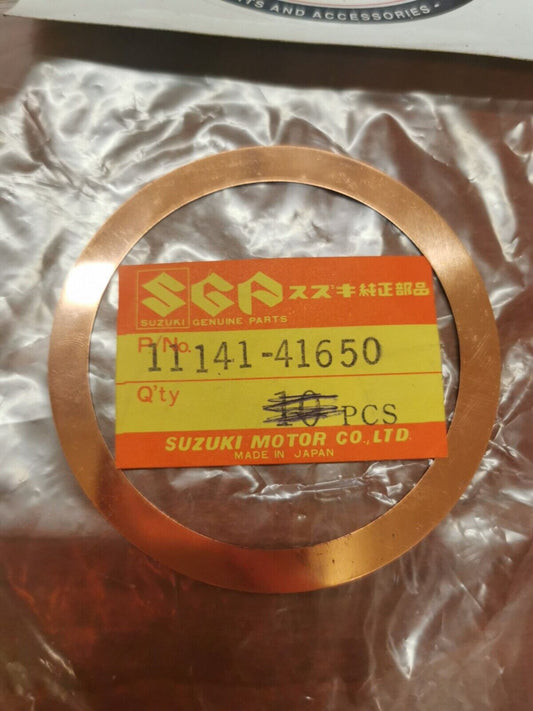 TS AND ACCESSORIES -
SGP スズキ純正部品
SUZUKI GENUINE PARTS
P/No. 11141-41650
Q'ty 10 PCS
SUZUKI MOTOR CO.,LTD.
MADE IN JAPAN